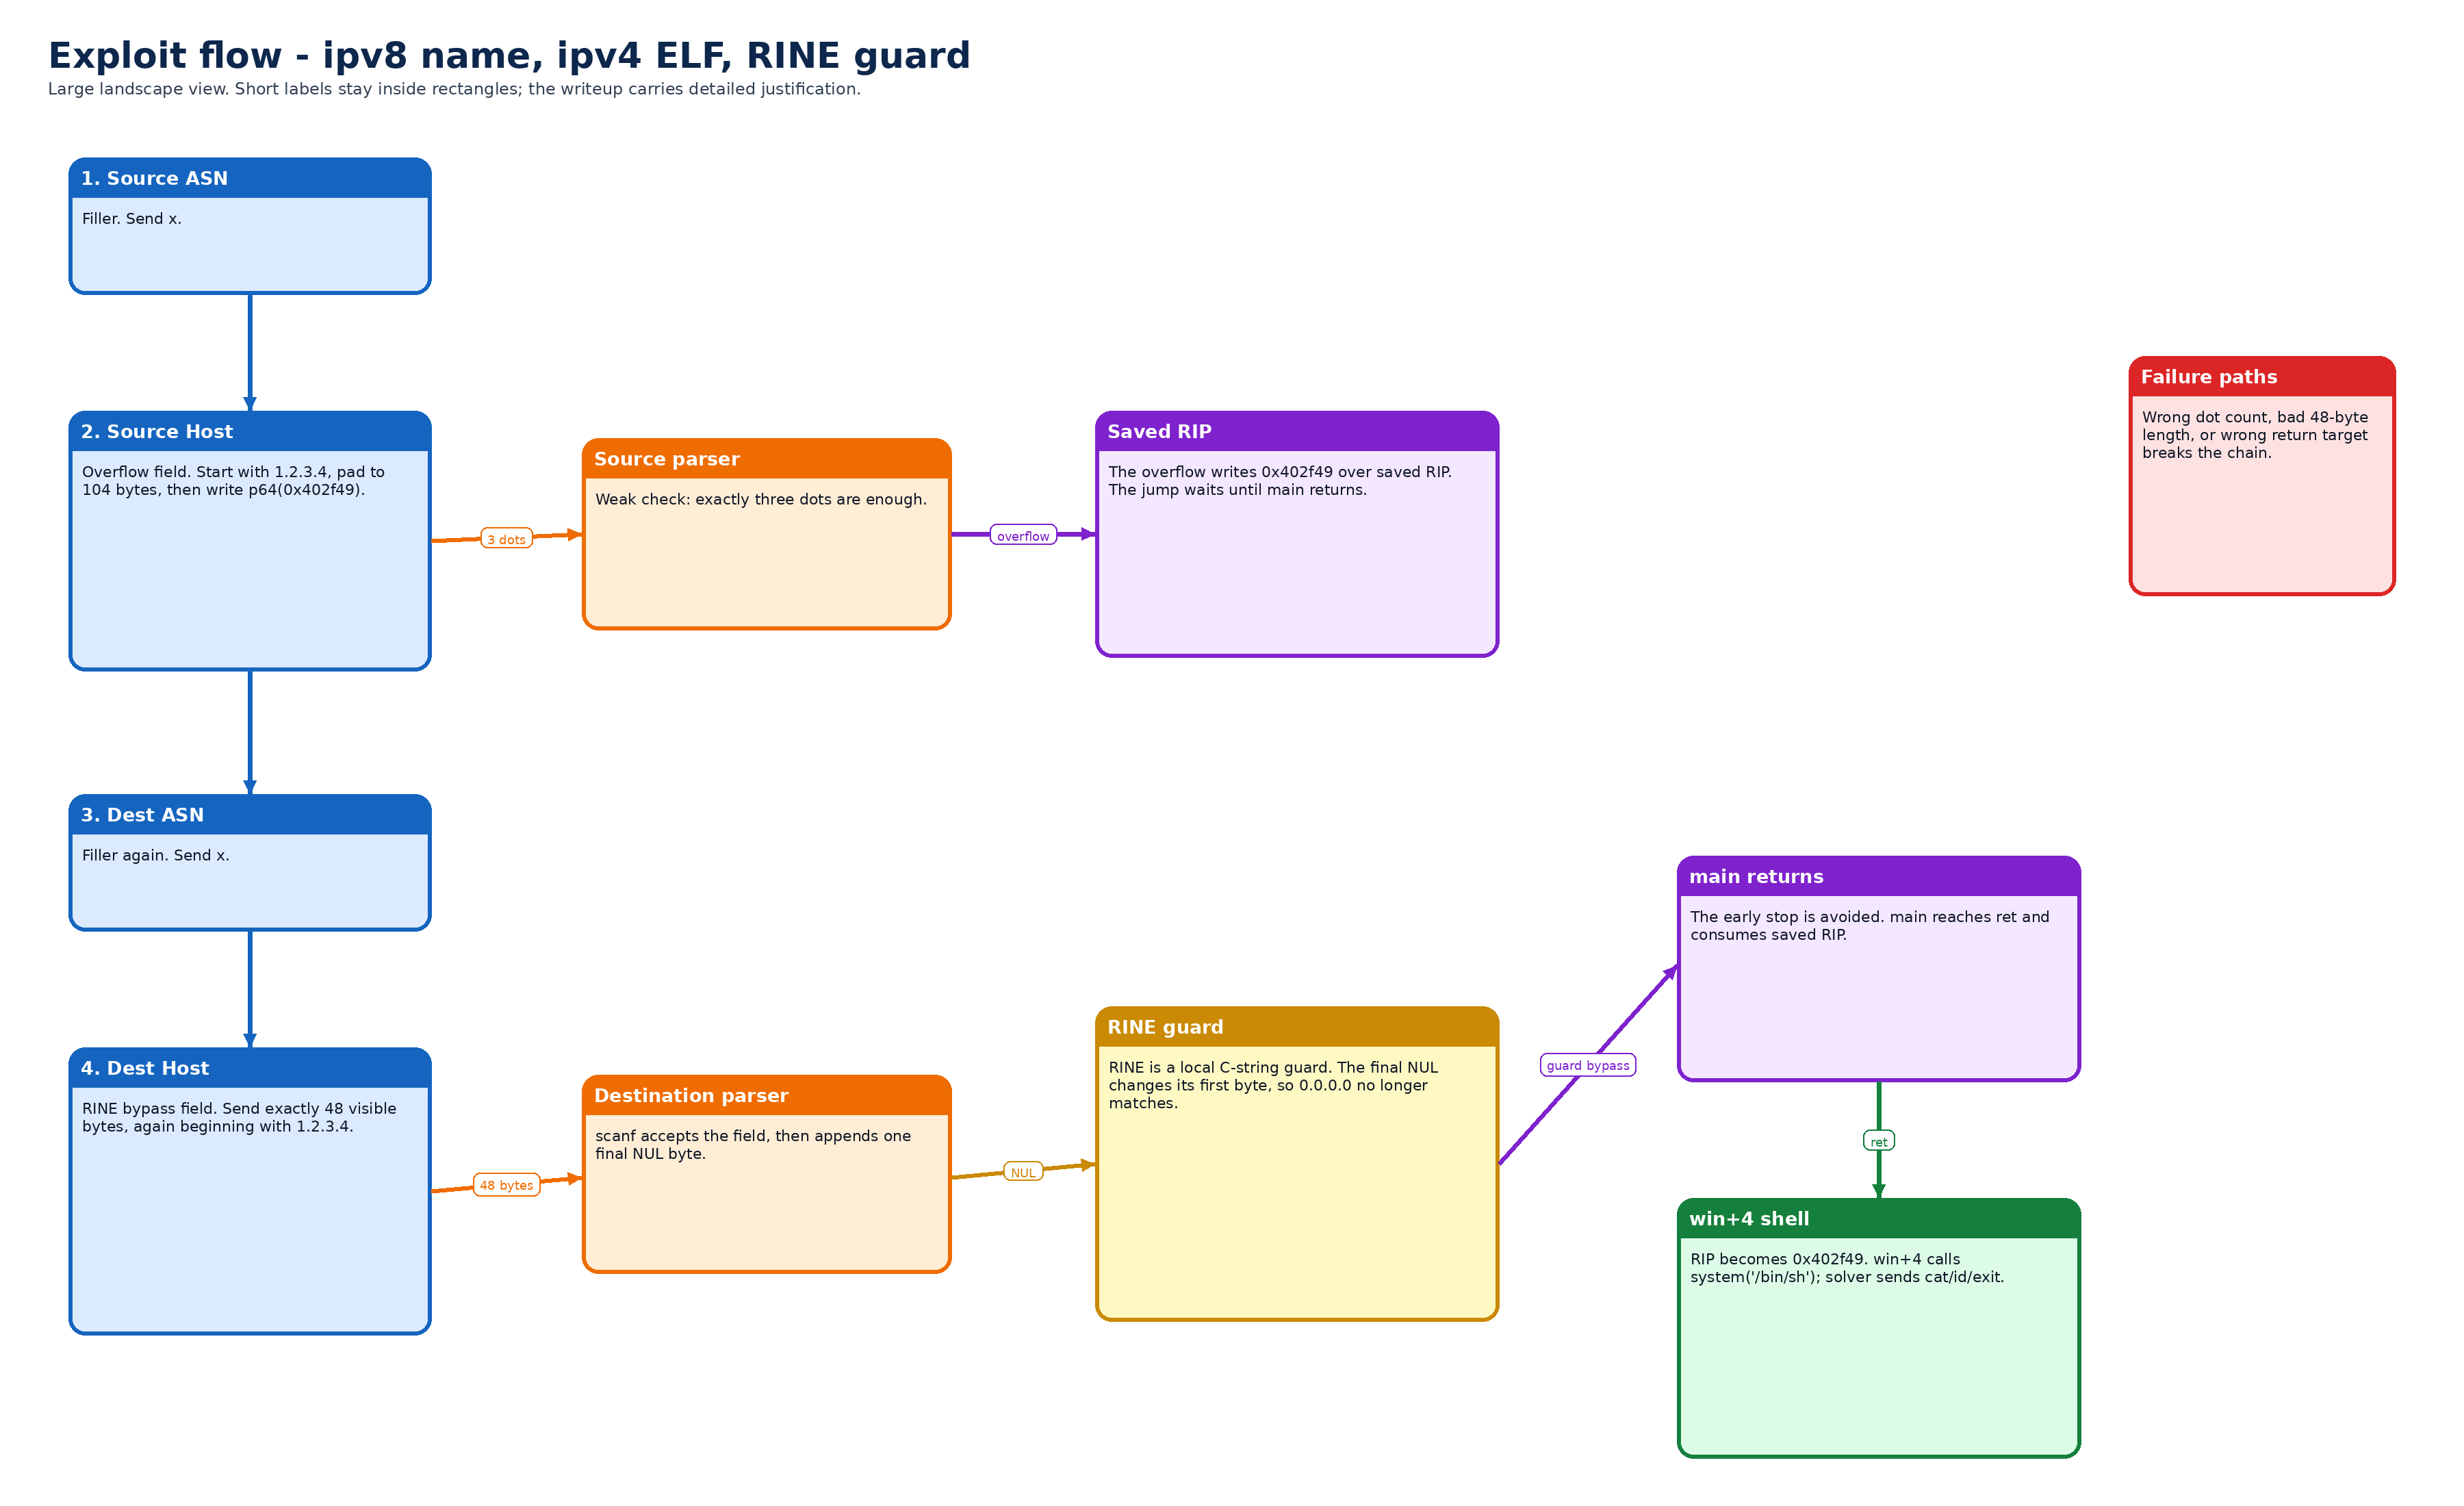 Exploit flow - ipv8 name, ipv4 ELF, RINE guard
Large landscape view. Short labels stay inside rectangles; the writeup carries detailed justification.
1. Source ASN
Filler. Send x.
2. Source Host
Overflow field. Start with 1.2.3.4, pad to
104 bytes, then write p64(0x402f49).
3 dots
Source parser
Weak check: exactly three dots are enough.
overflow
Saved RIP
The overflow writes 0x402f49 over saved RIP.
The jump waits until main returns.
Failure paths
Wrong dot count, bad 48-byte
length, or wrong return target
breaks the chain.
3. Dest ASN
Filler again. Send x.
4. Dest Host
RINE bypass field. Send exactly 48 visible
bytes, again beginning with 1.2.3.4.
48 bytes
Destination parser
scanf accepts the field, then appends one
final NUL byte.
NUL
RINE guard
RINE is a local C-string guard. The final NUL
changes its first byte, so 0.0.0.0 no longer
matches.
guard bypass
main returns
The early stop is avoided. main reaches ret and
consumes saved RIP.
ret
win+4 shell
RIP becomes 0x402f49. win+4 calls
system('/bin/sh'); solver sends cat/id/exit.